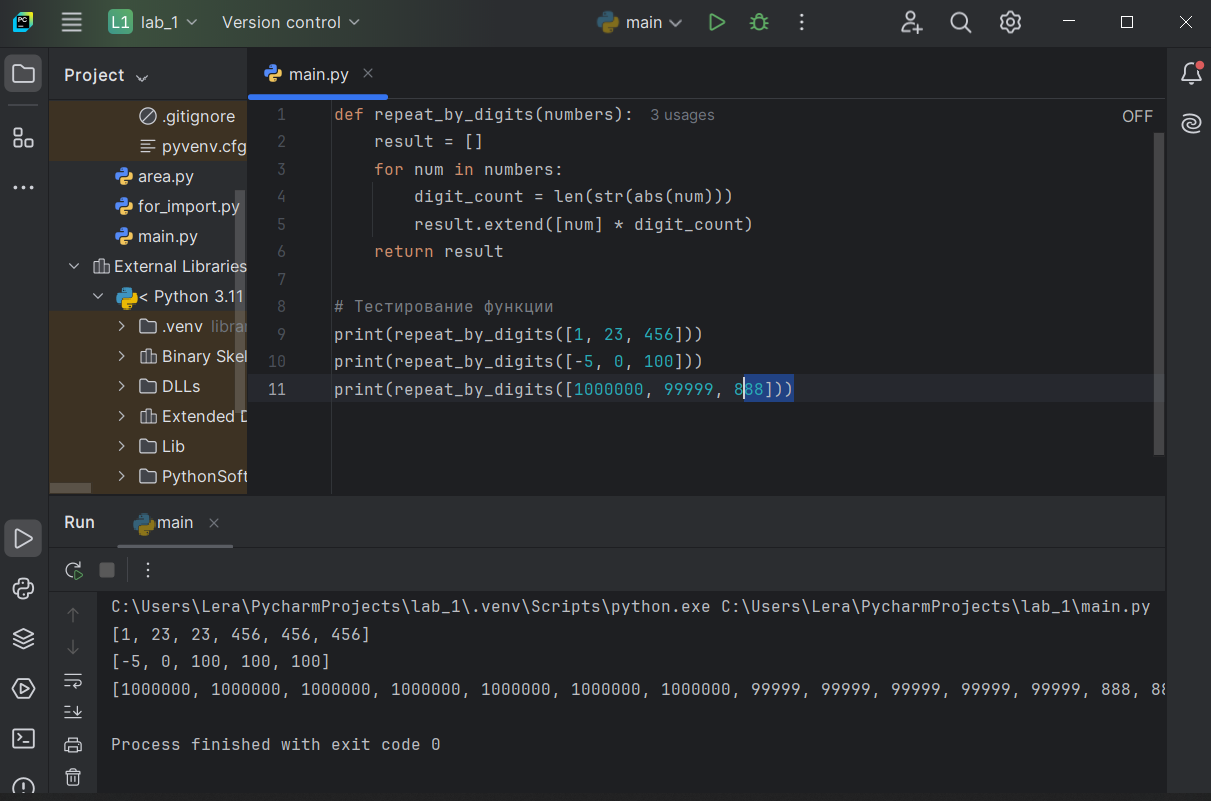 L1 lab_1 Version control main
Project
main.py
.gitignore
pyvenv.cfg
area.py
for_import.py
main.py
External Libraries
< Python 3.11
.venv
Binary
DLLs
Extended
Lib
OFF
1 def repeat_by_digits(numbers): 3 usages
2 result = []
3 for num in numbers:
4 digit_count = len(str(abs(num)))
5 result.extend([num] * digit_count)
6 return result
7
8 # Тестирование функции
9 print(repeat_by_digits([1, 23, 456]))
10 print(repeat_by_digits([-5, 0, 100]))
11 print(repeat_by_digits([1000000, 99999, 888]))
Run main
C:\Users\Lera\PycharmProjects\lab_1\.venv\Scripts\python.exe C:\Users\Lera\PycharmProjects\lab_1\main.py
[1, 23, 23, 456, 456, 456]
[-5, 0, 100, 100, 100]
[1000000, 1000000, 1000000, 1000000, 1000000, 1000000, 1000000, 99999, 99999, 99999, 99999, 99999, 888,
Process finished with exit code 0